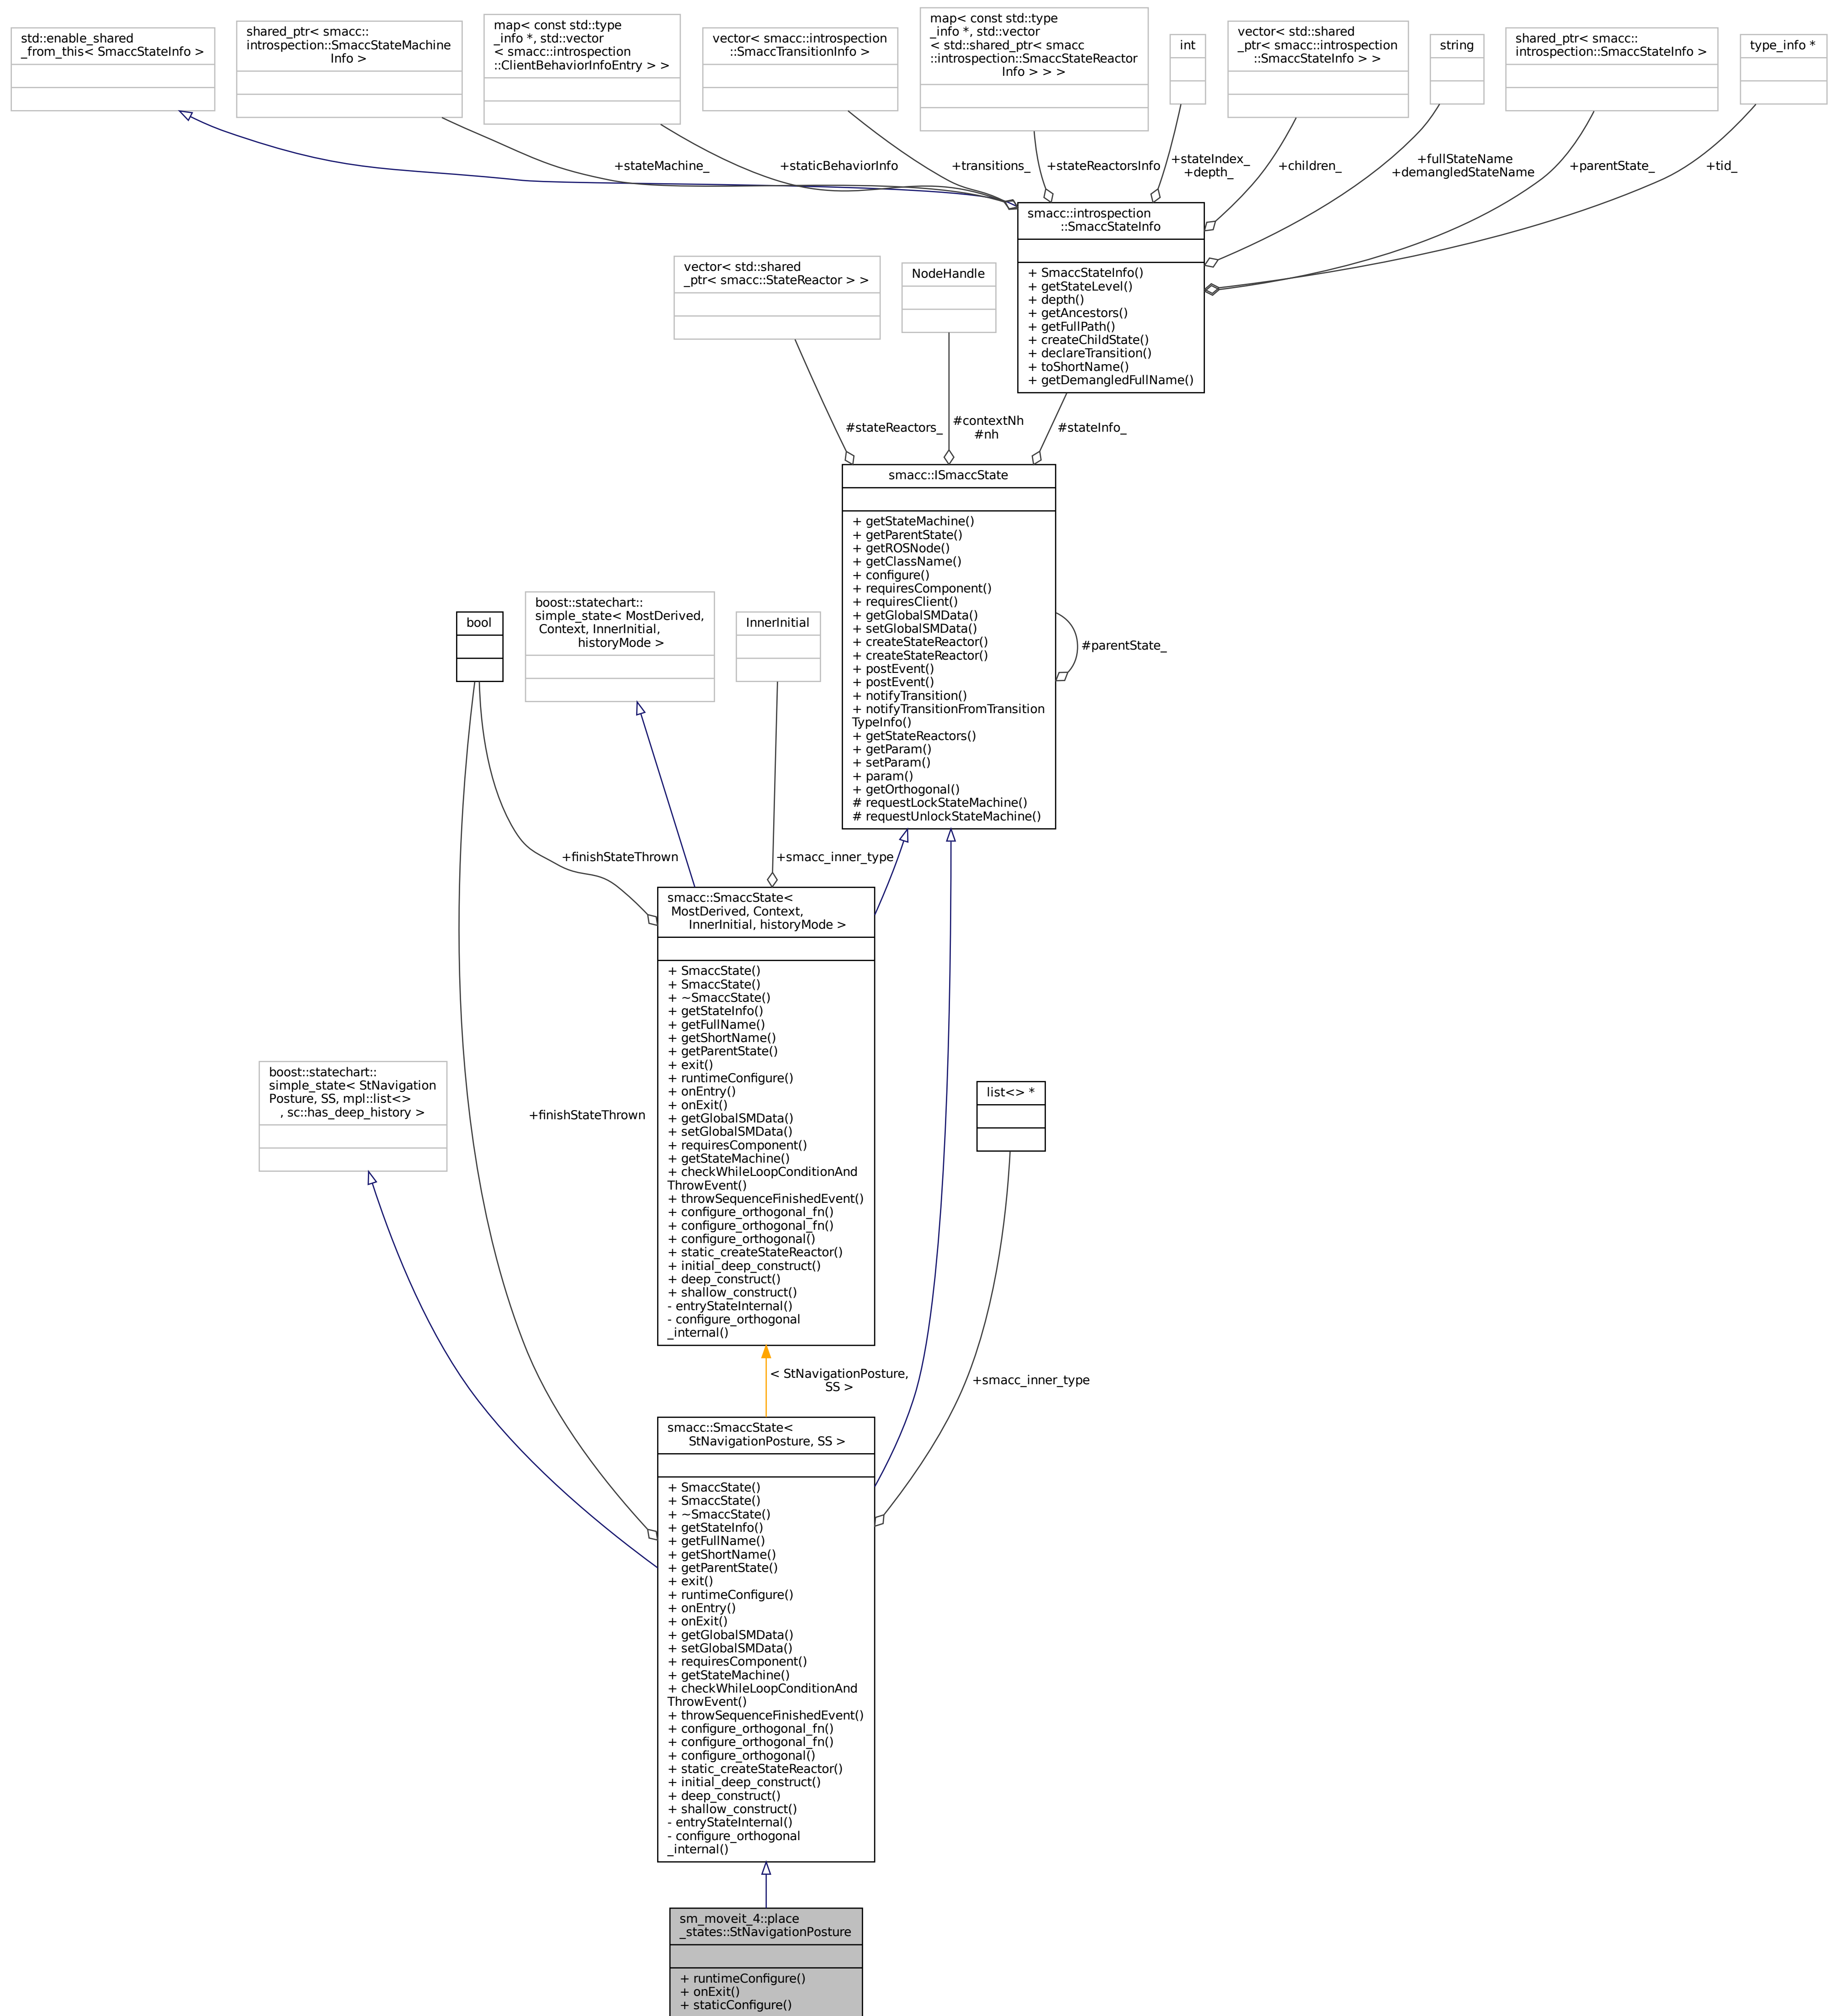 std::enable_shared
_from_this< SmaccStateInfo >
shared_ptr< smacc::
introspection::SmaccStateMachine
Info >
map< const std::type
_info *, std::vector
< smacc::introspection
::ClientBehaviorInfoEntry > >
vector< smacc::introspection
::SmaccTransitionInfo >
map< const std::type
_info *, std::vector
< std::shared_ptr< smacc
::introspection::SmaccStateReactor
Info > > >
int
vector< std::shared
_ptr< smacc::introspection
::SmaccStateInfo > >
string
shared_ptr< smacc::
introspection::SmaccStateInfo >
type_info *
+stateMachine_
+staticBehaviorInfo
+transitions_
+stateReactorsInfo
+stateIndex_
+depth_
+children_
+fullStateName
+demangledStateName
+parentState_
+tid_
smacc::introspection
::SmaccStateInfo
+ SmaccStateInfo()
+ getStateLevel()
+ depth()
+ getAncestors()
+ getFullPath()
+ createChildState()
+ declareTransition()
+ toShortName()
+ getDemangledFullName()
vector< std::shared
_ptr< smacc::StateReactor > >
NodeHandle
#stateReactors_
#contextNh
#nh
#stateInfo_
smacc::ISmaccState
+ getStateMachine()
+ getParentState()
+ getROSNode()
+ getClassName()
+ configure()
+ requiresComponent()
+ requiresClient()
+ getGlobalSMData()
+ setGlobalSMData()
+ createStateReactor()
+ createStateReactor()
+ postEvent()
+ postEvent()
+ notifyTransition()
+ notifyTransitionFromTransition
TypeInfo()
+ getStateReactors()
+ getParam()
+ setParam()
+ param()
+ getOrthogonal()
# requestLockStateMachine()
# requestUnlockStateMachine()
#parentState_
bool
boost::statechart::
simple_state< MostDerived,
Context, InnerInitial,
historyMode >
InnerInitial
+finishStateThrown
+smacc_inner_type
smacc::SmaccState<
MostDerived, Context,
InnerInitial, historyMode >
+ SmaccState()
+ SmaccState()
+ ~SmaccState()
+ getStateInfo()
+ getFullName()
+ getShortName()
+ getParentState()
+ exit()
+ runtimeConfigure()
+ onEntry()
+ onExit()
+ getGlobalSMData()
+ setGlobalSMData()
+ requiresComponent()
+ getStateMachine()
+ checkWhileLoopConditionAnd
ThrowEvent()
+ throwSequenceFinishedEvent()
+ configure_orthogonal_fn()
+ configure_orthogonal_fn()
+ configure_orthogonal()
+ static_createStateReactor()
+ initial_deep_construct()
+ deep_construct()
+ shallow_construct()
- entryStateInternal()
- configure_orthogonal
_internal()
boost::statechart::
simple_state< StNavigation
Posture, SS, mpl::list<>
, sc::has_deep_history >
+finishStateThrown
list<> *
< StNavigationPosture,
SS >
+smacc_inner_type
smacc::SmaccState<
StNavigationPosture, SS >
+ SmaccState()
+ SmaccState()
+ ~SmaccState()
+ getStateInfo()
+ getFullName()
+ getShortName()
+ getParentState()
+ exit()
+ runtimeConfigure()
+ onEntry()
+ onExit()
+ getGlobalSMData()
+ setGlobalSMData()
+ requiresComponent()
+ getStateMachine()
+ checkWhileLoopConditionAnd
ThrowEvent()
+ throwSequenceFinishedEvent()
+ configure_orthogonal_fn()
+ configure_orthogonal_fn()
+ configure_orthogonal()
+ static_createStateReactor()
+ initial_deep_construct()
+ deep_construct()
+ shallow_construct()
- entryStateInternal()
- configure_orthogonal
_internal()
sm_moveit_4::place
_states::StNavigationPosture
+ runtimeConfigure()
+ onExit()
+ staticConfigure()